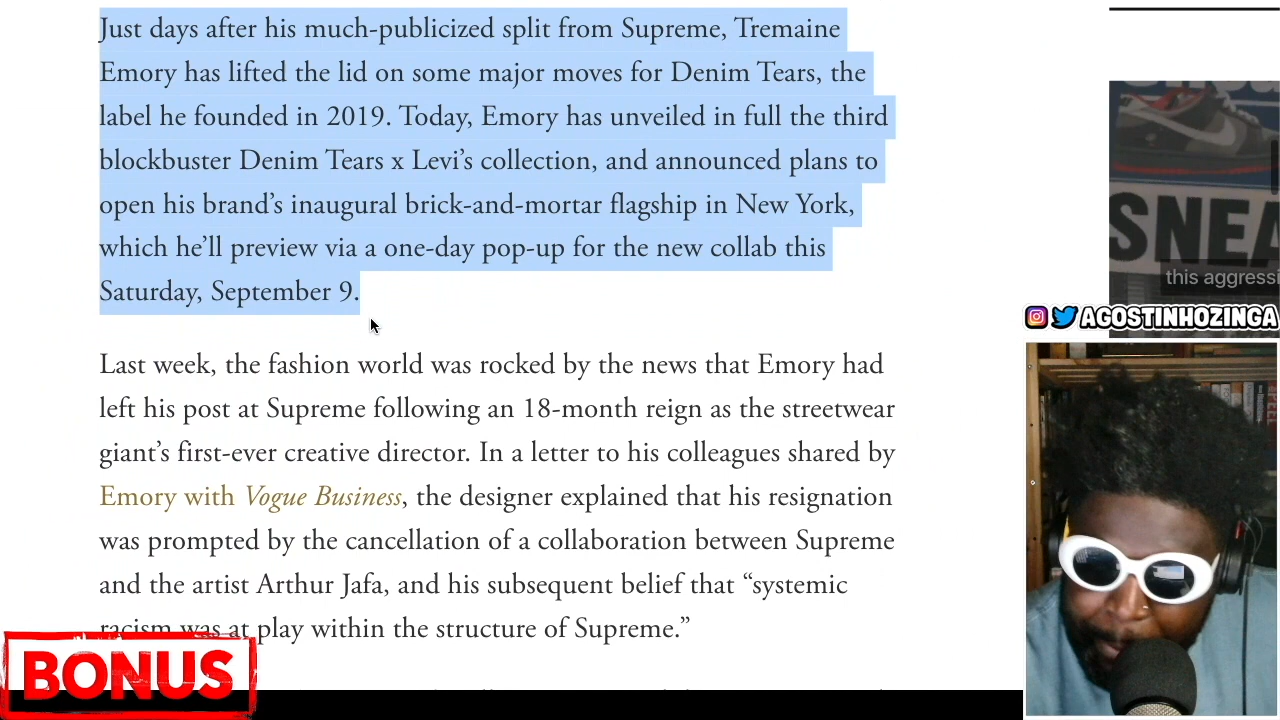 Just days after his much-publicized split from Supreme, Tremaine
Emory has lifted the lid on some major moves for Denim Tears, the
label he founded in 2019. Today, Emory has unveiled in full the third
blockbuster Denim Tears x Levi’s collection, and announced plans to
open his brand’s inaugural brick-and-mortar flagship in New York,
which he’ll preview via a one-day pop-up for the new collab this
Saturday, September 9.
Last week, the fashion world was rocked by the news that Emory had
left his post at Supreme following an 18-month reign as the streetwear
giant’s first-ever creative director. In a letter to his colleagues shared by
Emory with Vogue Business, the designer explained that his resignation
was prompted by the cancellation of a collaboration between Supreme
and the artist Arthur Jafa, and his subsequent belief that “systemic
racism was at play within the structure of Supreme.”
BONUS
SNEA
this aggressi
AGOSTINHOZINGA